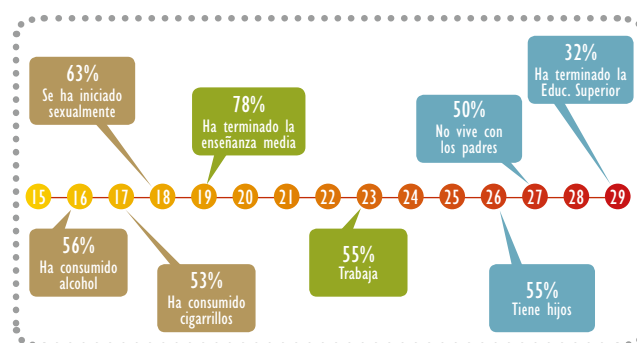 63%
Se ha iniciado
sexualmente
78%
Ha terminado la
enseñanza media
50%
No vive con
los padres
32%
Ha terminado la
Educ. Superior
15 16 17 18 19 20 21 22 23 24 25 26 27 28 29
56%
Ha consumido
alcohol
53%
Ha consumido
cigarrillos
55%
Trabaja
55%
Tiene hijos